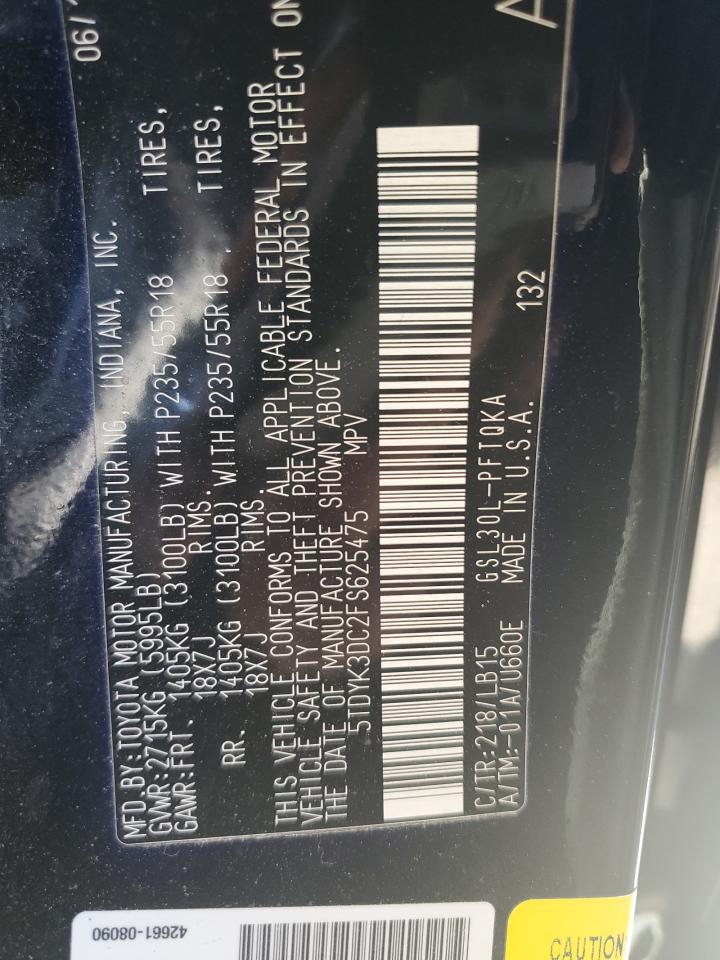 MFD.BY:TOYOTA MOTOR MANUFACTURING, INDIANA, INC. 06/
GVWR:2715KG (5995LB)
GAWR:FRT. 1405KG (3100LB) WITH P235/55R18 TIRES,
18X7J RIMS.
RR. 1405KG (3100LB) WITH P235/55R18 . TIRES,
18X7J RIMS.
THIS VEHICLE CONFORMS TO ALL APPLICABLE FEDERAL MOTOR
VEHICLE SAFETY AND THEFT PREVENTION STANDARDS IN EFFECT ON
THE DATE OF MANUFACTURE SHOWN ABOVE.
5TDYK3DC2FS625475 MPV
C/TR:218/LB15 GSL30L-PFTQKA 132
A/TM:-01A/U660E MADE IN U.S.A. A
42661-08090
CAUTION